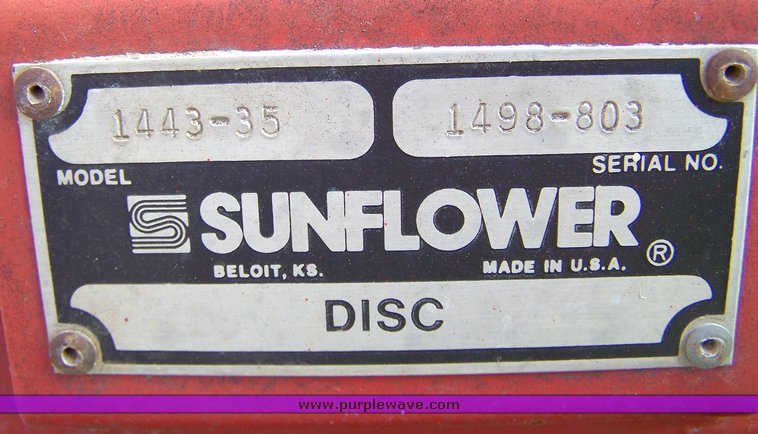 1443-35 1498-803
MODEL SERIAL NO.
SUNFLOWER ®
BELOIT, KS. MADE IN U.S.A.
DISC
www.purplewave.com